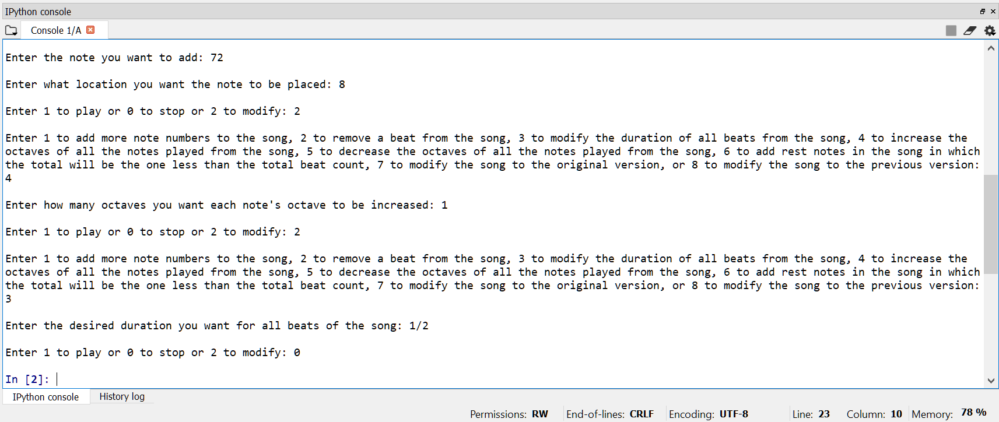 IPython console
Console 1/A
Enter the note you want to add: 72
Enter what location you want the note to be placed: 8
Enter 1 to play or 0 to stop or 2 to modify: 2
Enter 1 to add more note numbers to the song, 2 to remove a beat from the song, 3 to modify the duration of all beats from the song, 4 to increase the
octaves of all the notes played from the song, 5 to decrease the octaves of all the notes played from the song, 6 to add rest notes in the song in which
the total will be the one less than the total beat count, 7 to modify the song to the original version, or 8 to modify the song to the previous version:
4
Enter how many octaves you want each note's octave to be increased: 1
Enter 1 to play or 0 to stop or 2 to modify: 2
Enter 1 to add more note numbers to the song, 2 to remove a beat from the song, 3 to modify the duration of all beats from the song, 4 to increase the
octaves of all the notes played from the song, 5 to decrease the octaves of all the notes played from the song, 6 to add rest notes in the song in which
the total will be the one less than the total beat count, 7 to modify the song to the original version, or 8 to modify the song to the previous version:
3
Enter the desired duration you want for all beats of the song: 1/2
Enter 1 to play or 0 to stop or 2 to modify: 0
In [2]:
IPython console History log
Permissions: RW End-of-lines: CRLF Encoding: UTF-8 Line: 23 Column: 10 Memory: 78 %